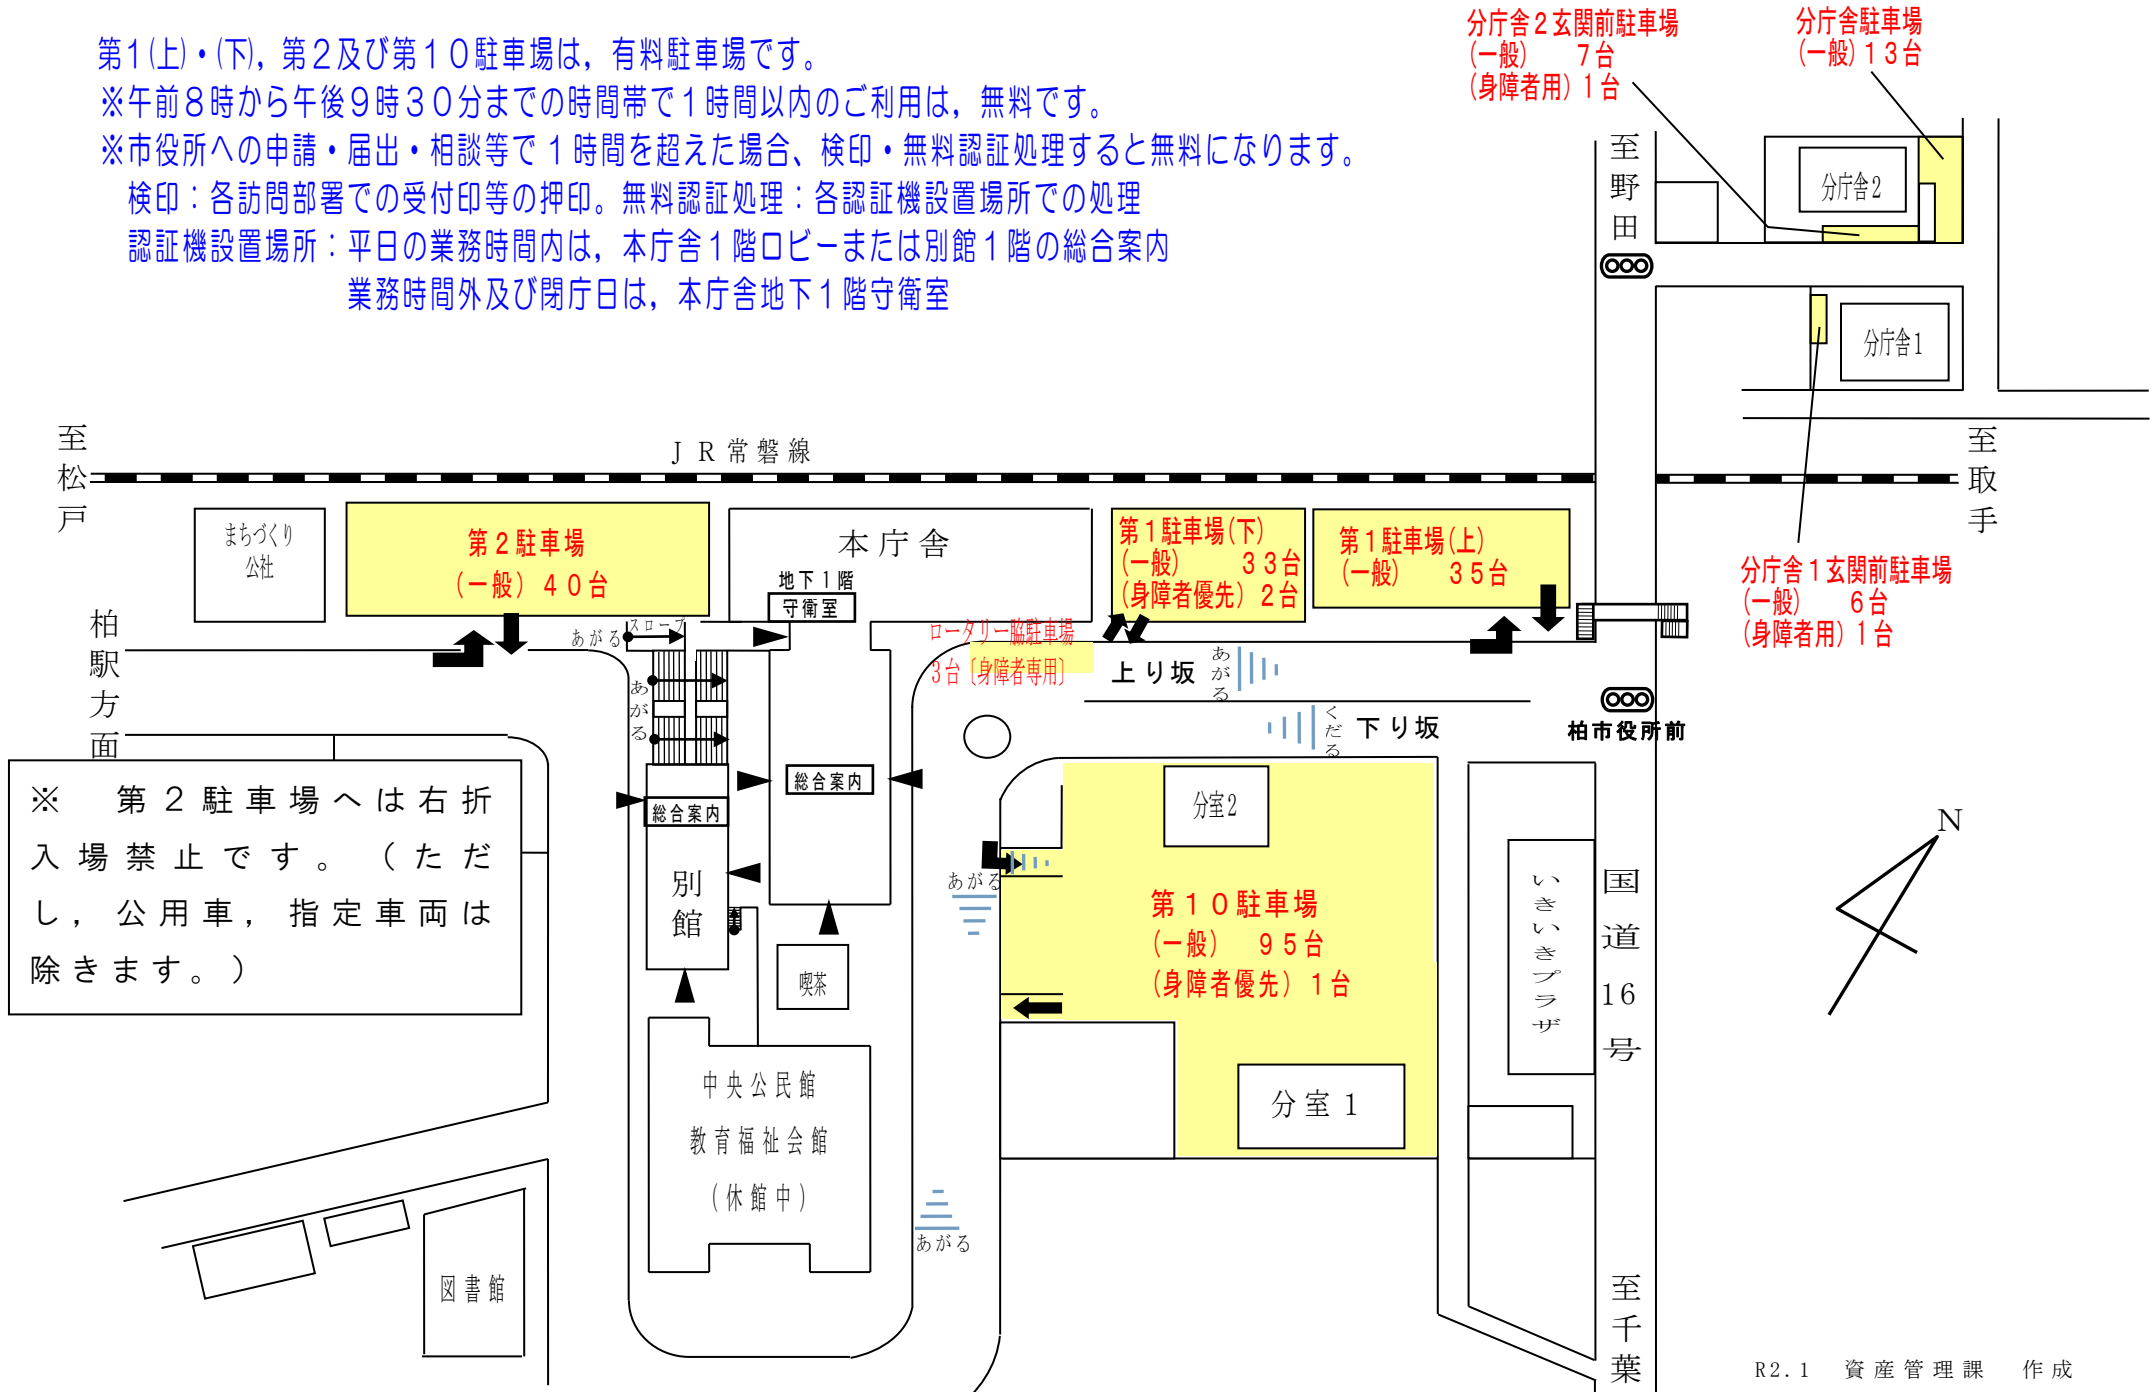 第１(上)・(下)，第２及び第１０駐車場は，有料駐車場です。
※午前８時から午後９時３０分までの時間帯で１時間以内のご利用は，無料です。
※市役所への申請・届出・相談等で１時間を超えた場合、検印・無料認証処理すると無料になります。
検印：各訪問部署での受付印等の押印。無料認証処理：各認証機設置場所での処理
認証機設置場所：平日の業務時間内は，本庁舎１階ロビーまたは別館１階の総合案内
業務時間外及び閉庁日は，本庁舎地下１階守衛室
分庁舎２玄関前駐車場
(一般)　７台
(身障者用)１台
分庁舎駐車場
(一般)１３台
至野田
分庁舎2
分庁舎1
至松戸
ＪＲ常磐線
至取手
まちづくり
公社
第２駐車場
(一般)４０台
本庁舎
地下１階
守衛室
第１駐車場(下)
(一般)　３３台
(身障者優先)２台
第１駐車場(上)
(一般)　３５台
分庁舎１玄関前駐車場
(一般)　６台
(身障者用)１台
柏駅方面
あがる
スロープ
ロータリー脇駐車場
3台〔身障者専用〕
上り坂
あがる
あがる
くだる
下り坂
柏市役所前
総合案内
総合案内
※　第２駐車場へは右折
入場禁止です。（ただ
し，公用車，指定車両は
除きます。）
別館
分室2
あがる
第１０駐車場
(一般)　９５台
(身障者優先)１台
いきいきプラザ
国道16号
N
喫茶
中央公民館
教育福祉会館
(休館中)
分室１
あがる
図書館
至千葉
R2.1　資産管理課　作成